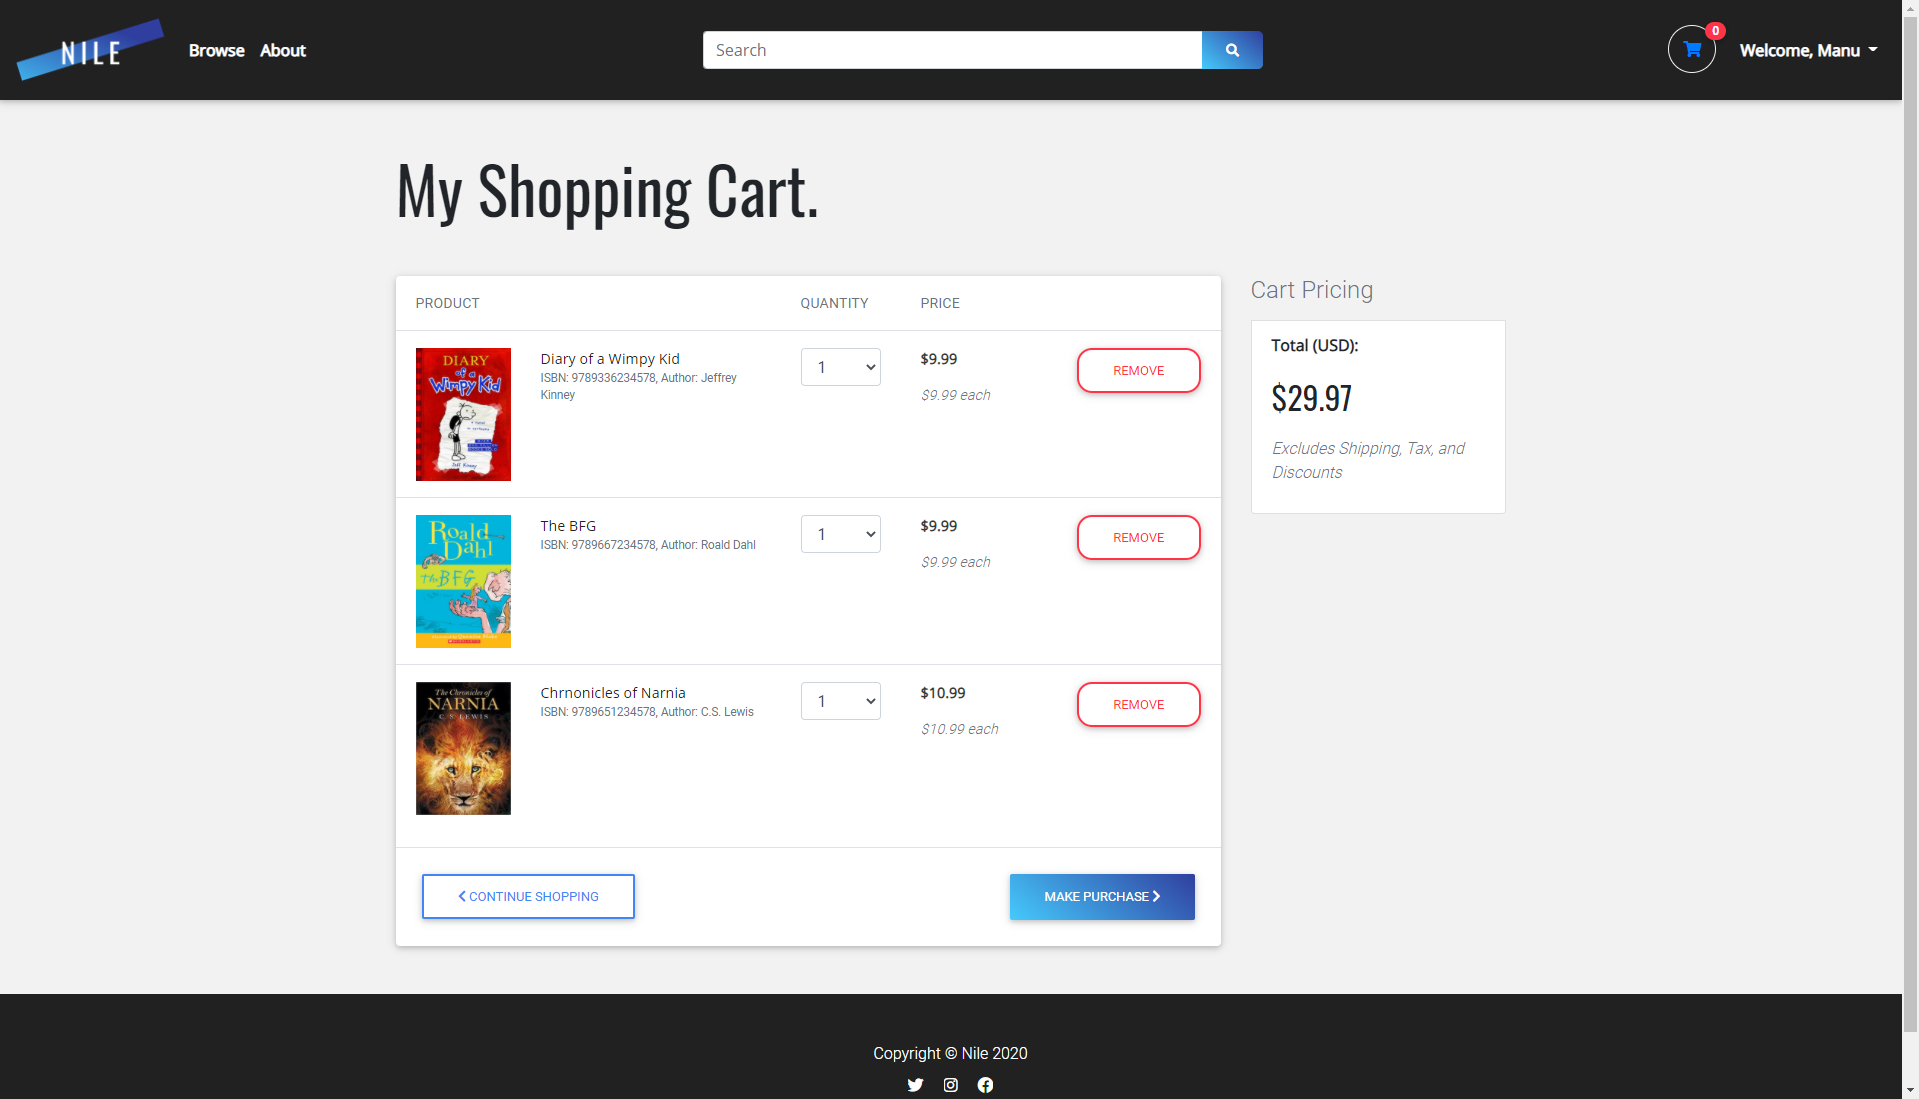 NILE
Browse
About
Search
0
Welcome, Manu
My Shopping Cart.
PRODUCT
QUANTITY
PRICE
DIARY
of a
Wimpy Kid
Diary of a Wimpy Kid
ISBN: 9789336234578, Author: Jeffrey
Kinney
1
$9.99
$9.99 each
REMOVE
Roald
Dahl
the BFG
The BFG
ISBN: 9789667234578, Author: Roald Dahl
1
$9.99
$9.99 each
REMOVE
The Chronicles of
NARNIA
C. S. LEWIS
Chrnonicles of Narnia
ISBN: 9789651234578, Author: C.S. Lewis
1
$10.99
$10.99 each
REMOVE
CONTINUE SHOPPING
MAKE PURCHASE
Cart Pricing
Total (USD):
$29.97
Excludes Shipping, Tax, and
Discounts
Copyright © Nile 2020